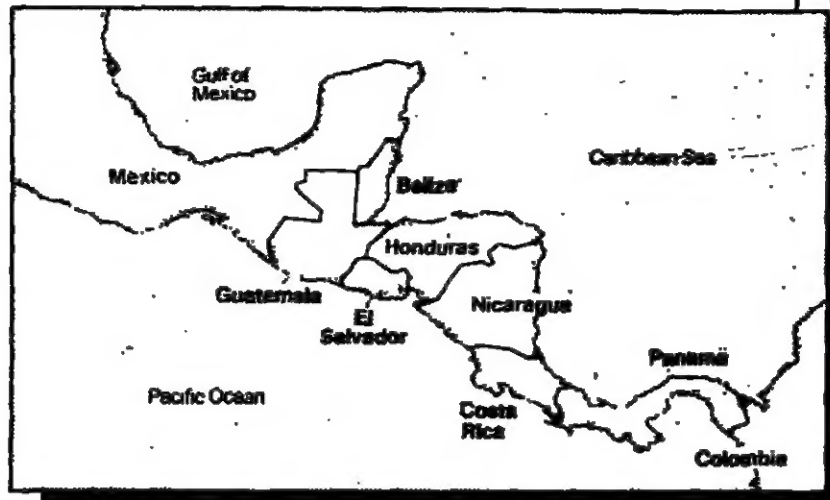 Gulf of
Mexico
Caribbean Sea
Mexico
Belize
Honduras
Guatemala
Nicaragua
El
Salvador
Panama
Pacific Ocean
Costa
Rica
Colombia